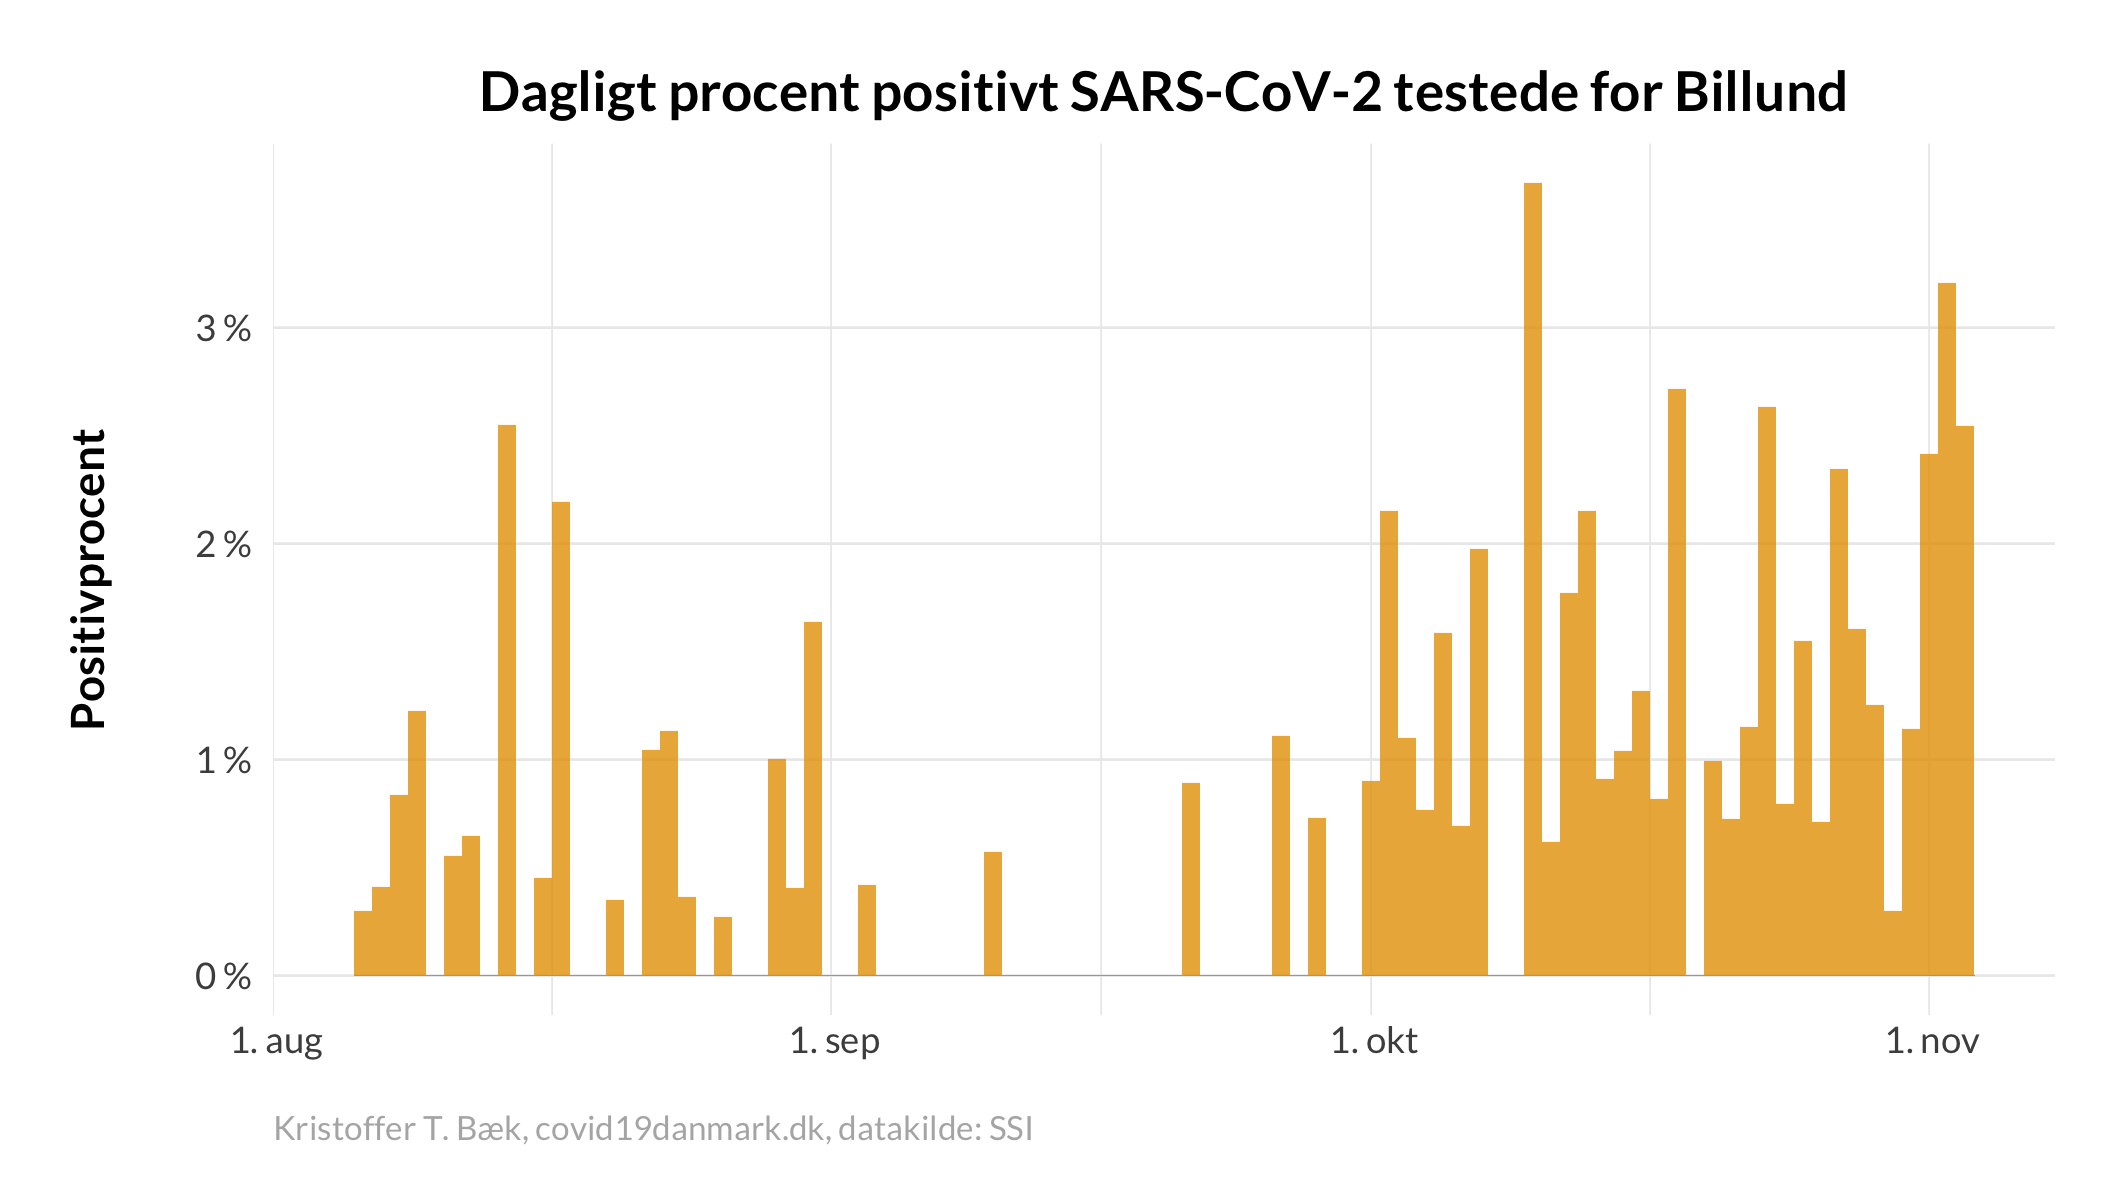 Dagligt procent positivt SARS-CoV-2 testede for Billund
Positivprocent
3 %
2 %
1 %
0 %
1. aug
1. sep
1. okt
1. nov
Kristoffer T. Bæk, covid19danmark.dk, datakilde: SSI